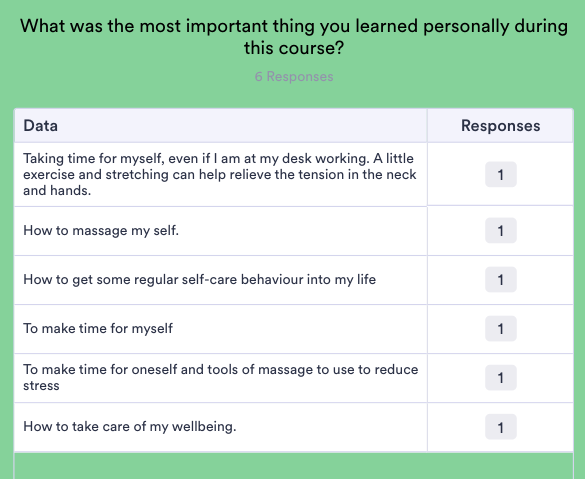 What was the most important thing you learned personally during
this course?
6 Responses
Data
Responses
Taking time for myself, even if I am at my desk working. A little
exercise and stretching can help relieve the tension in the neck
and hands.
1
How to massage my self.
1
How to get some regular self-care behaviour into my life
1
To make time for myself
1
To make time for oneself and tools of massage to use to reduce
stress
1
How to take care of my wellbeing.
1